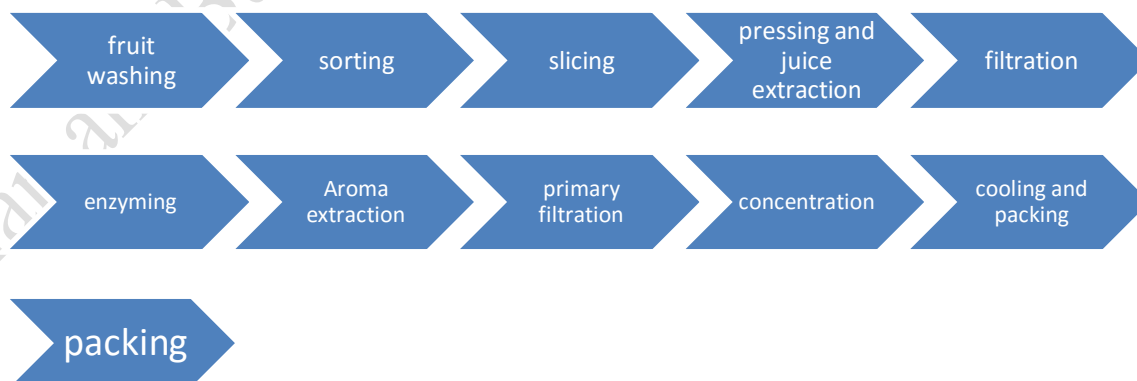 fruit
washing
sorting
slicing
pressing and
juice
extraction
filtration
enzyming
Aroma
extraction
primary
filtration
concentration
cooling and
packing
packing